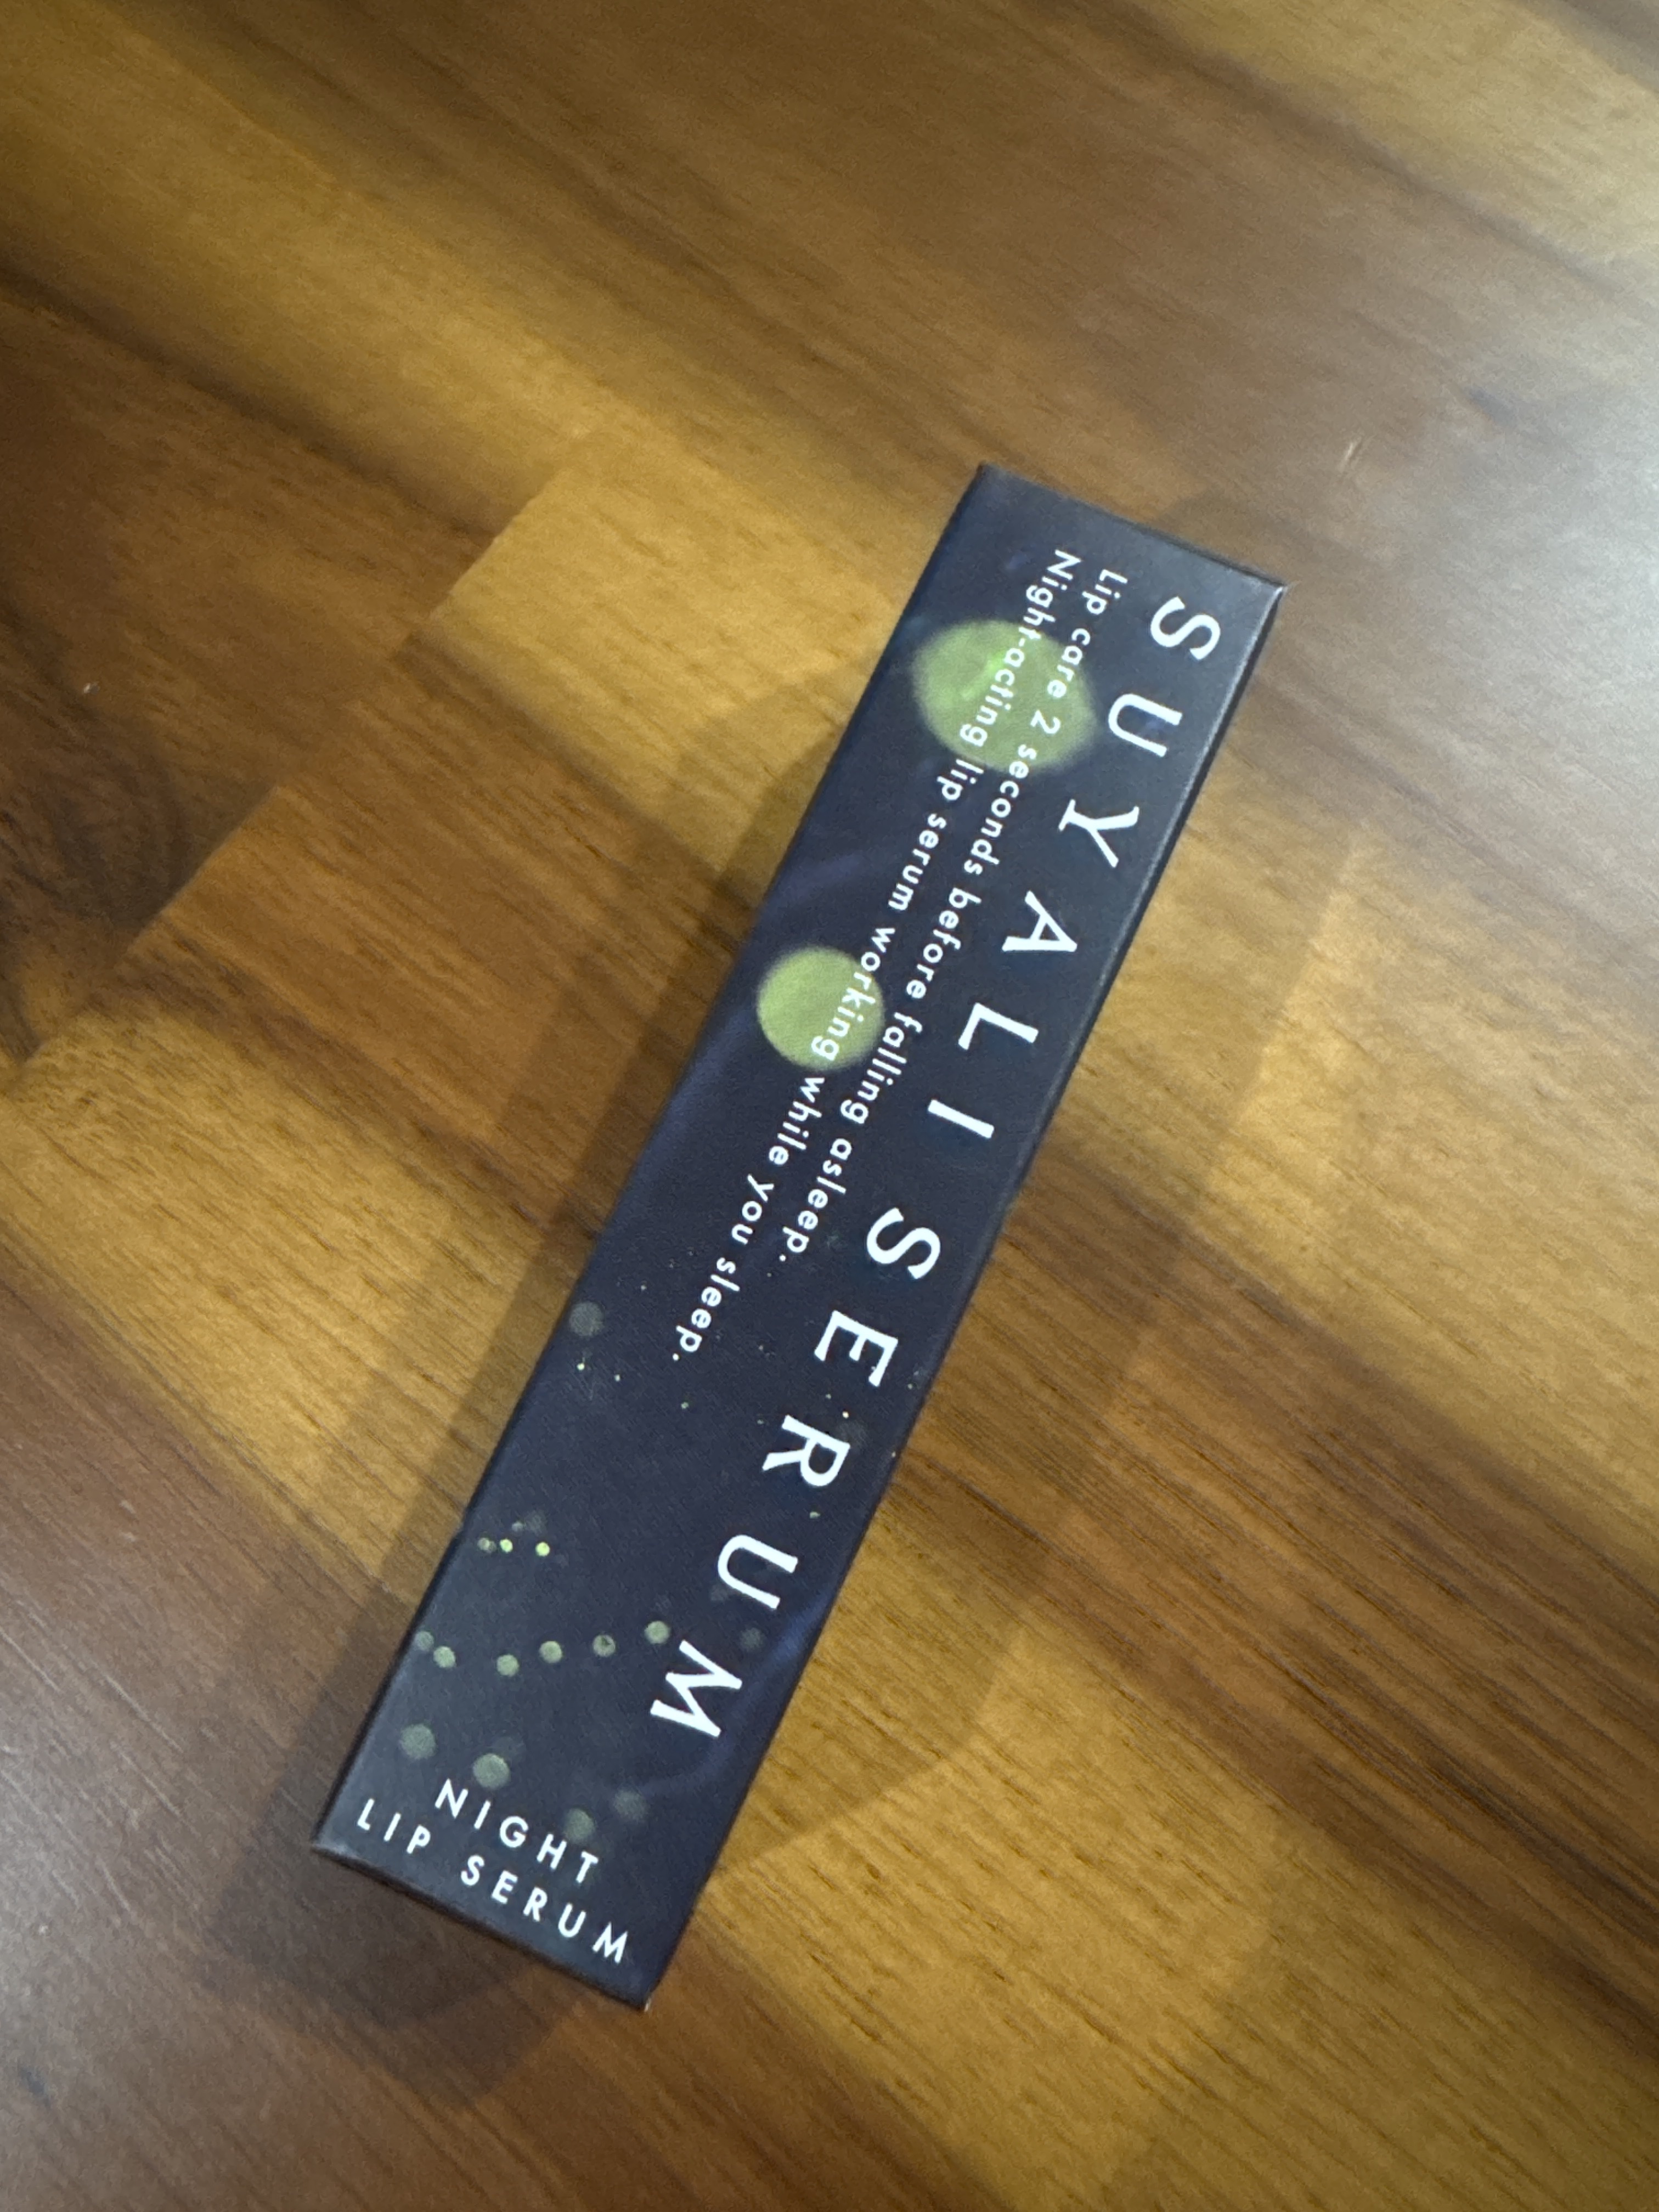 SUYALI SERUM
Lip care 2 seconds before falling asleep.
Night-acting lip serum working while you sleep.
NIGHT
LIP SERUM